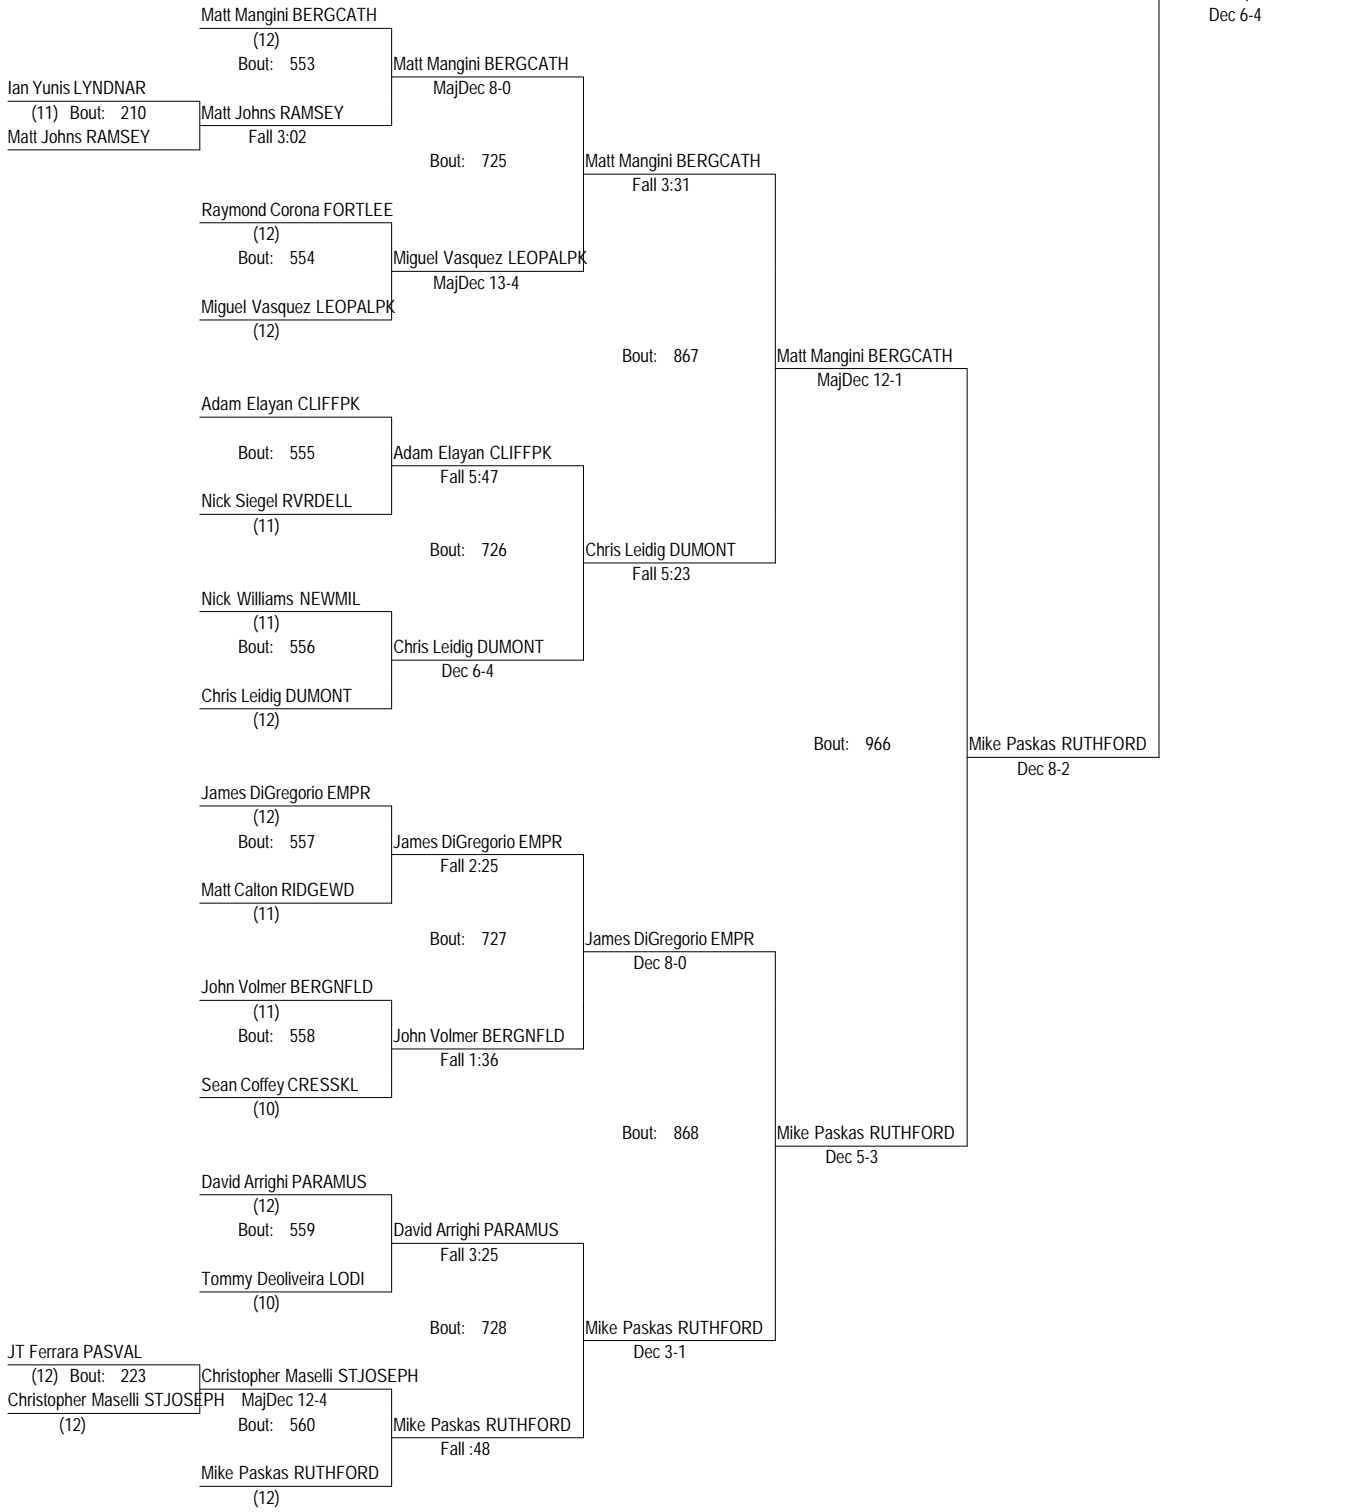 Matt Mangini BERGCATH
Dec 6-4
(12)
Bout: 553
Matt Mangini BERGCATH
MajDec 8-0
Ian Yunis LYNDNAR
(11) Bout: 210
Matt Johns RAMSEY
Matt Johns RAMSEY
Fall 3:02
Bout: 725
Matt Mangini BERGCATH
Fall 3:31
Raymond Corona FORTLEE
(12)
Bout: 554
Miguel Vasquez LEOPALPK
MajDec 13-4
Miguel Vasquez LEOPALPK
(12)
Bout: 867
Matt Mangini BERGCATH
MajDec 12-1
Adam Elayan CLIFFPK
Bout: 555
Adam Elayan CLIFFPK
Fall 5:47
Nick Siegel RVRDELL
(11)
Bout: 726
Chris Leidig DUMONT
Fall 5:23
Nick Williams NEWMIL
(11)
Bout: 556
Chris Leidig DUMONT
Dec 6-4
Chris Leidig DUMONT
(12)
Bout: 966
Mike Paskas RUTHFORD
Dec 8-2
James DiGregorio EMPR
(12)
Bout: 557
James DiGregorio EMPR
Fall 2:25
Matt Calton RIDGEWD
(11)
Bout: 727
James DiGregorio EMPR
Dec 8-0
John Volmer BERGNFLD
(11)
Bout: 558
John Volmer BERGNFLD
Fall 1:36
Sean Coffey CRESSKL
(10)
Bout: 868
Mike Paskas RUTHFORD
Dec 5-3
David Arrighi PARAMUS
(12)
Bout: 559
David Arrighi PARAMUS
Fall 3:25
Tommy Deoliveira LODI
(10)
Bout: 728
Mike Paskas RUTHFORD
Dec 3-1
JT Ferrara PASVAL
(12) Bout: 223
Christopher Maselli STJOSEPH
Christopher Maselli STJOSEPH
MajDec 12-4
(12)
Bout: 560
Mike Paskas RUTHFORD
Fall :48
Mike Paskas RUTHFORD
(12)